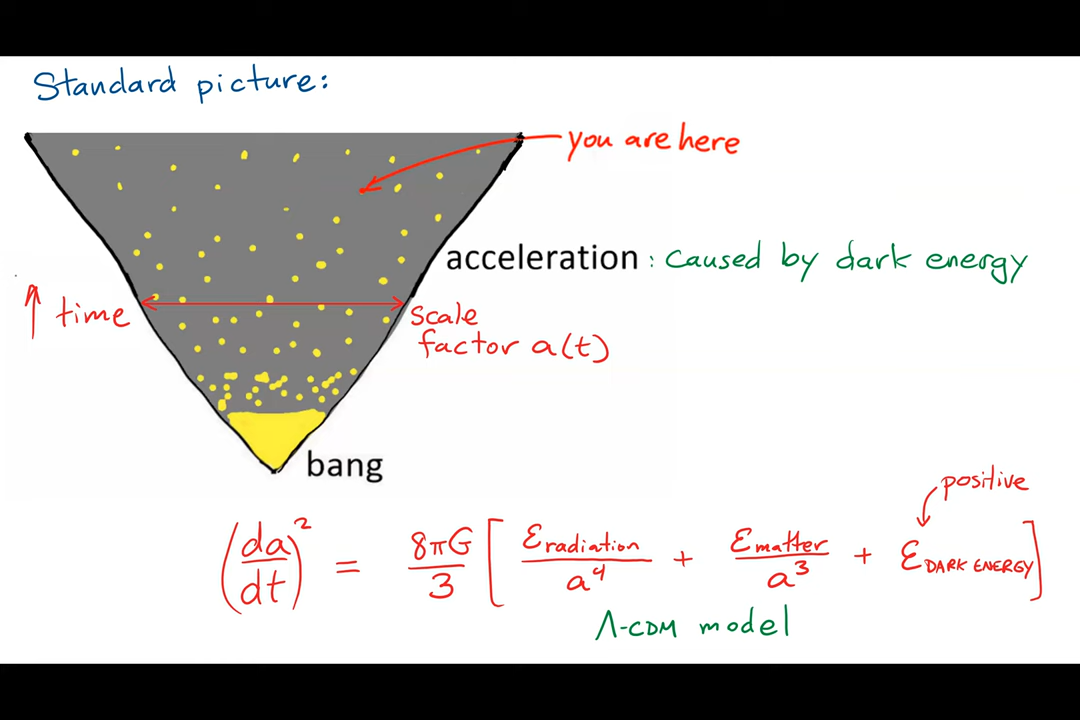 Standard picture:
you are here
acceleration : caused by dark energy
↑ time
scale
factor a(t)
bang
positive
(da/dt)² = 8πG/3 [ εradiation/a⁴ + εmatter/a³ + εDARK ENERGY ]
Λ-CDM model